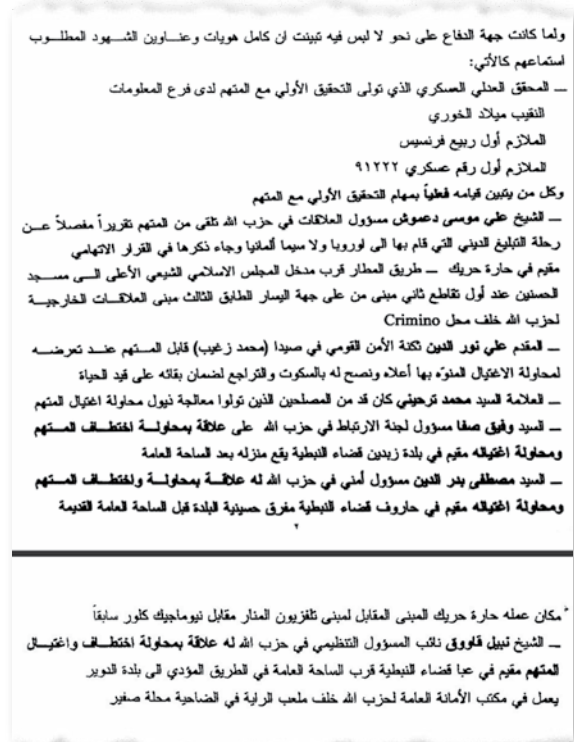 ولما كانت جهة الدفاع على نحو لا لبس فيه تبينت ان كامل هويات وعناوين الشهود المطلوب
استماعهم كالأتي:
ــ المحقق العدلي العسكري الذي تولى التحقيق الأولي مع المتهم لدى فرع المعلومات
النقيب ميلاد الخوري
الملازم أول ربيع فرنسيس
الملازم أول رقم عسكري ٩١٢٢٢
وكل من يتبين قيامه فعلياً بمهام التحقيق الأولي مع المتهم
ــ الشيخ علي موسى دعموش مسؤول العلاقات في حزب الله تلقى من المتهم تقريراً مفصلاً عن
رحلة التبليغ الديني التي قام بها الى اوروبا ولا سيما ألمانيا وجاء ذكرها في القرار الاتهامي
مقيم في حارة حريك ــ طريق المطار قرب مدخل المجلس الاسلامي الشيعي الأعلى الى مسجد
الحسنين عند أول تقاطع ثاني مبنى من على جهة اليسار الطابق الثالث مبنى العلاقات الخارجية
لحزب الله خلف محل Crimino
ــ المقدم علي نور الدين ثكنة الأمن القومي في صيدا (محمد زغيب) قابل المتهم عند تعرضه
لمحاولة الاغتيال المنوّه بها أعلاه ونصح له بالسكوت والتراجع لضمان بقائه على قيد الحياة
ــ العلامة السيد محمد ترحيني كان قد من المصلحين الذين تولوا معالجة ذيول محاولة اغتيال المتهم
ــ السيد وفيق صفا مسؤول لجنة الارتباط في حزب الله على علاقة بمحاولة اختطاف المتهم
ومحاولة اغتياله مقيم في بلدة زبدين قضاء النبطية يقع منزله بعد الساحة العامة
ــ السيد مصطفى بدر الدين مسؤول أمني في حزب الله له علاقة بمحاولة واختطاف المتهم
ومحاولة اغتياله مقيم في حاروف قضاء النبطية مفرق حسينية البلدة قبل الساحة العامة القديمة
٢
مكان عمله حارة حريك المبنى المقابل لمبنى تلفزيون المنار مقابل نيوماجيك كلور سابقاً
ــ الشيخ نبيل قاووق نائب المسؤول التنظيمي في حزب الله له علاقة بمحاولة اختطاف واغتيال
المتهم مقيم في عبا قضاء النبطية قرب الساحة العامة في الطريق المؤدي الى بلدة الدوير
يعمل في مكتب الأمانة العامة لحزب الله خلف ملعب الراية في الضاحية محلة صفير